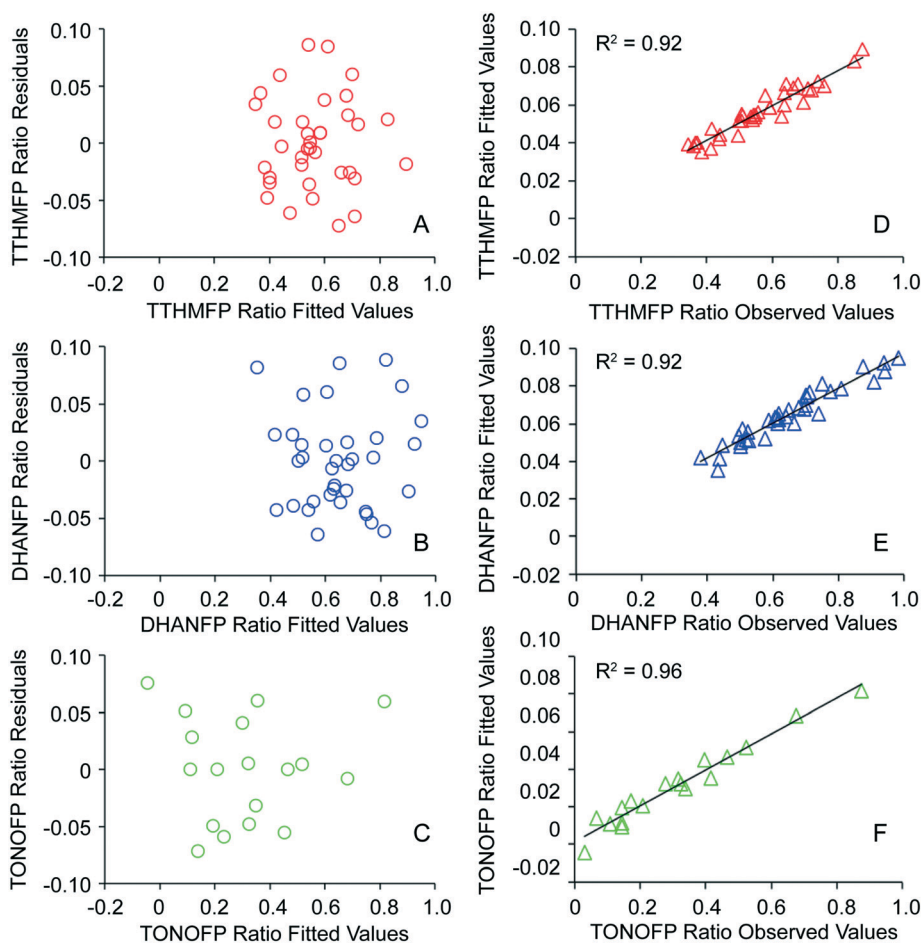 TTHMFP Ratio Residuals
0.10
0.05
0
-0.05
-0.10
A
-0.2 0 0.2 0.4 0.6 0.8 1.0
TTHMFP Ratio Fitted Values
TTHMFP Ratio Fitted Values
0.10
R² = 0.92
0.08
0.06
0.04
0.02
0
-0.02
D
0 0.2 0.4 0.6 0.8 1.0
TTHMFP Ratio Observed Values
DHANFP Ratio Residuals
0.10
0.05
0
-0.05
-0.10
B
-0.2 0 0.2 0.4 0.6 0.8 1.0
DHANFP Ratio Fitted Values
DHANFP Ratio Fitted Values
0.10
R² = 0.92
0.08
0.06
0.04
0.02
0
-0.02
E
0 0.2 0.4 0.6 0.8 1.0
DHANFP Ratio Observed Values
TONOFP Ratio Residuals
0.10
0.05
0
-0.05
-0.10
C
-0.2 0 0.2 0.4 0.6 0.8 1.0
TONOFP Ratio Fitted Values
TONOFP Ratio Fitted Values
0.10
R² = 0.96
0.08
0.06
0.04
0.02
0
-0.02
F
0 0.2 0.4 0.6 0.8 1.0
TONOFP Ratio Observed Values